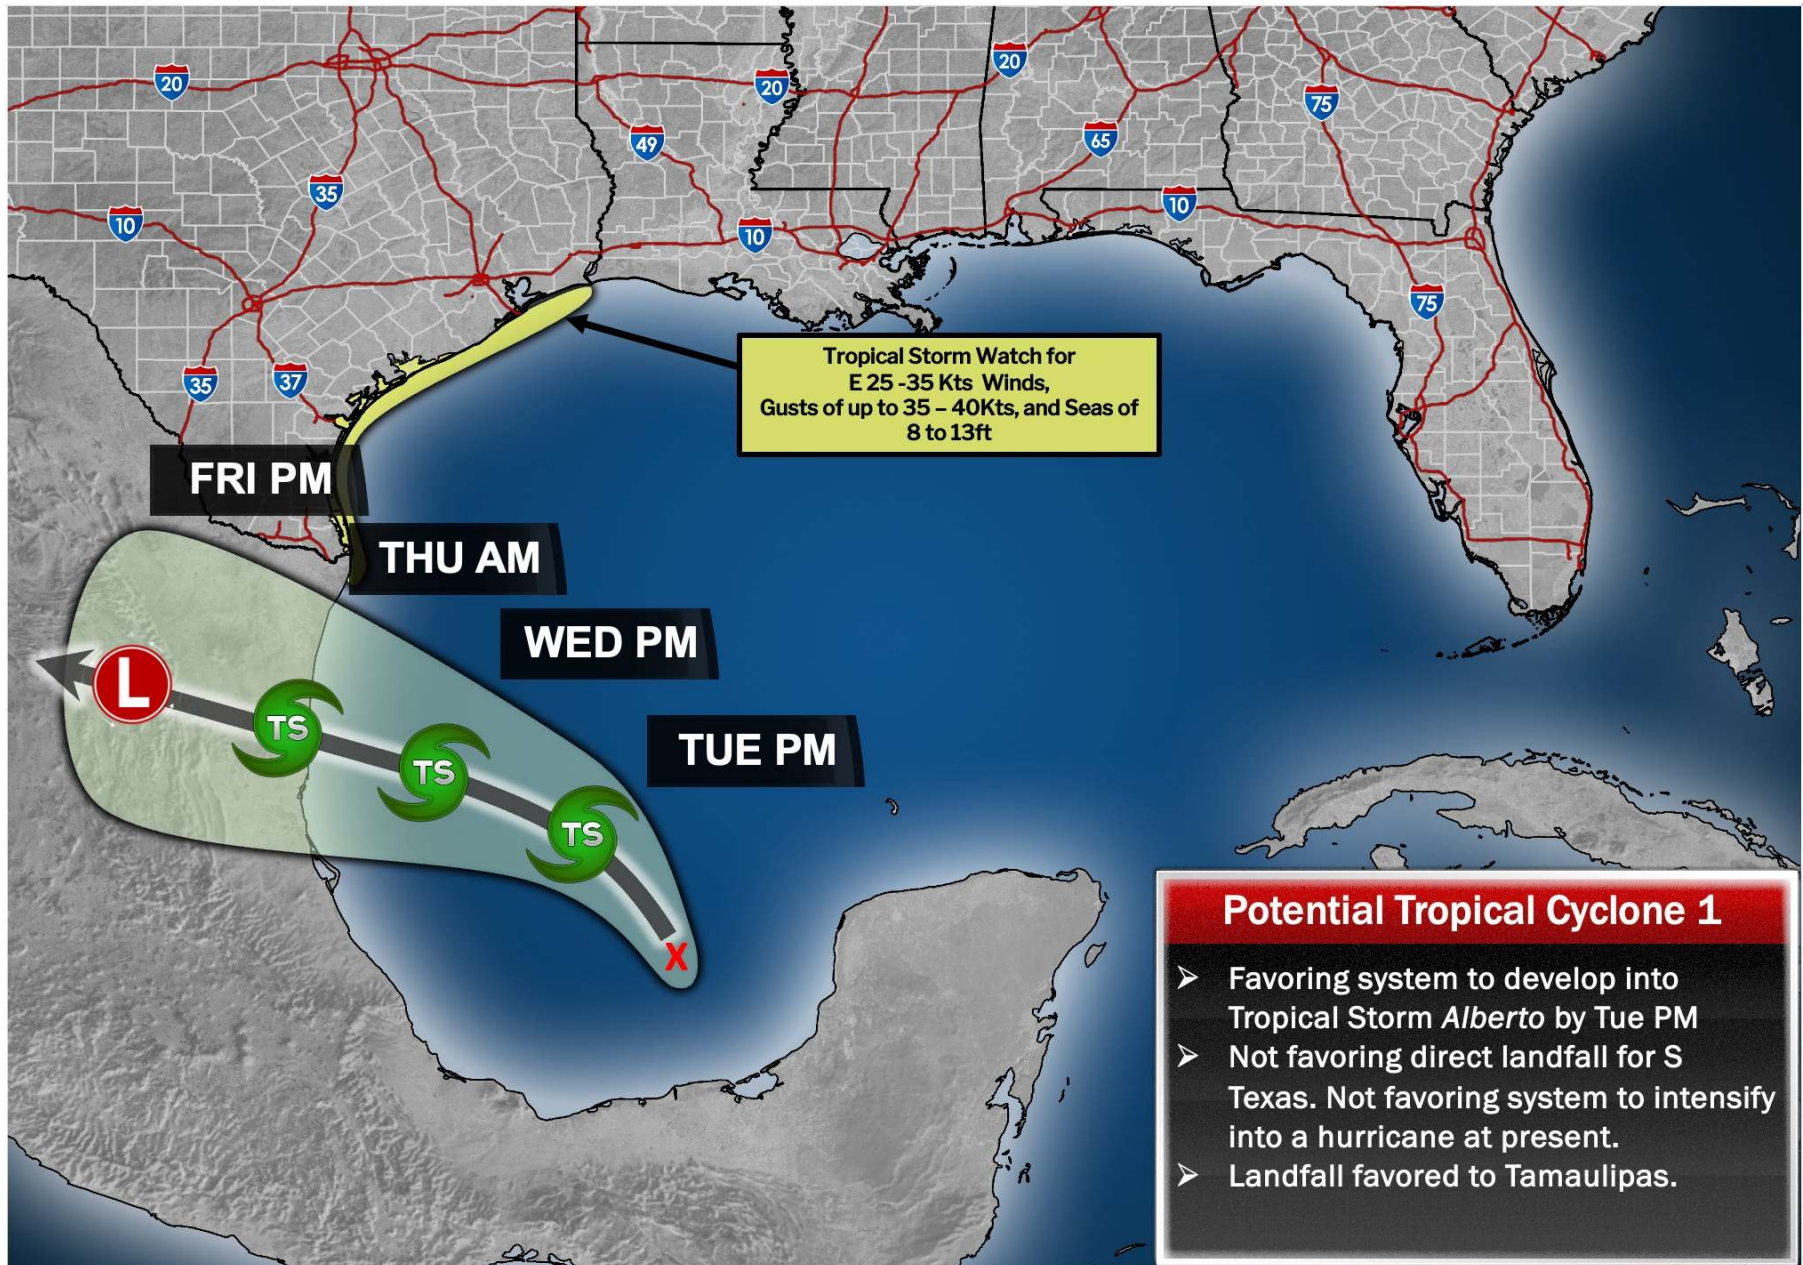 20
20
20
75
49
65
35
10
10
10
75
35
37
Tropical Storm Watch for
E 25 -35 Kts Winds,
Gusts of up to 35 – 40Kts, and Seas of
8 to 13ft
FRI PM
THU AM
WED PM
TUE PM
L
TS
TS
TS
X
Potential Tropical Cyclone 1
➢ Favoring system to develop into
Tropical Storm Alberto by Tue PM
➢ Not favoring direct landfall for S
Texas. Not favoring system to intensify
into a hurricane at present.
➢ Landfall favored to Tamaulipas.